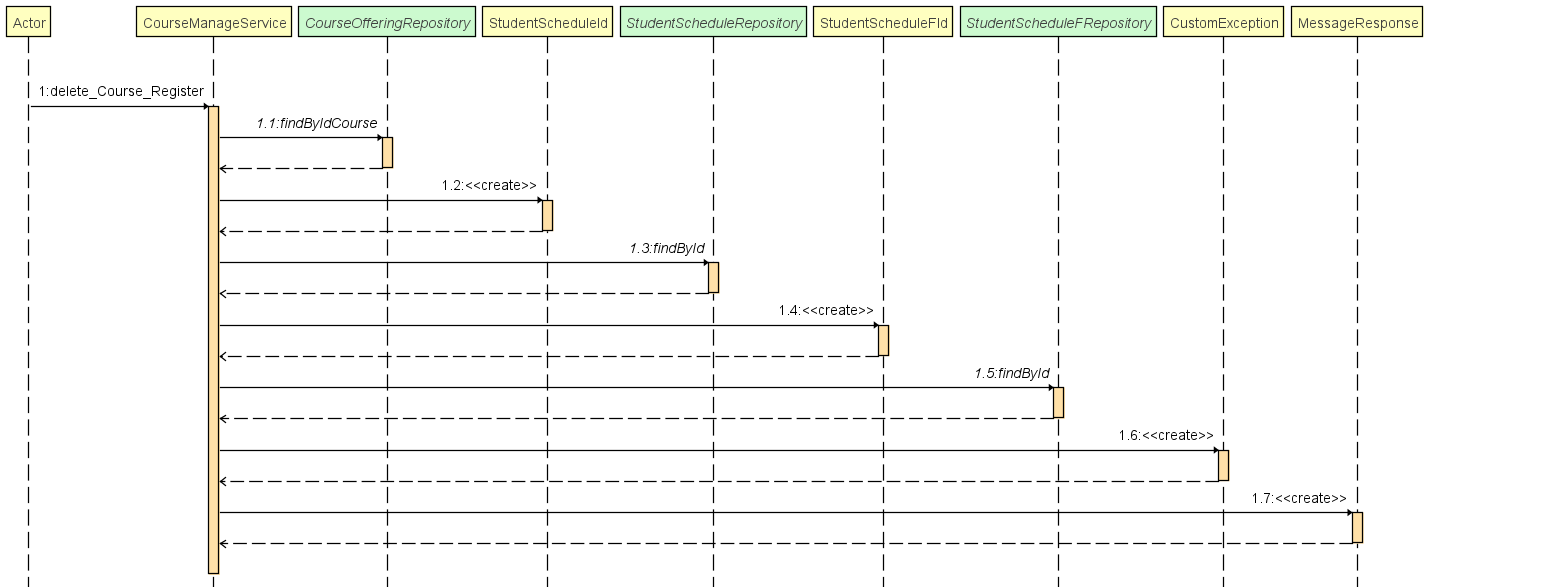 Actor
CourseManageService
CourseOfferingRepository
StudentScheduleId
StudentScheduleRepository
StudentScheduleFId
StudentScheduleFRepository
CustomException
MessageResponse
1:delete_Course_Register
1.1:findByIdCourse
1.2:<<create>>
1.3:findById
1.4:<<create>>
1.5:findById
1.6:<<create>>
1.7:<<create>>